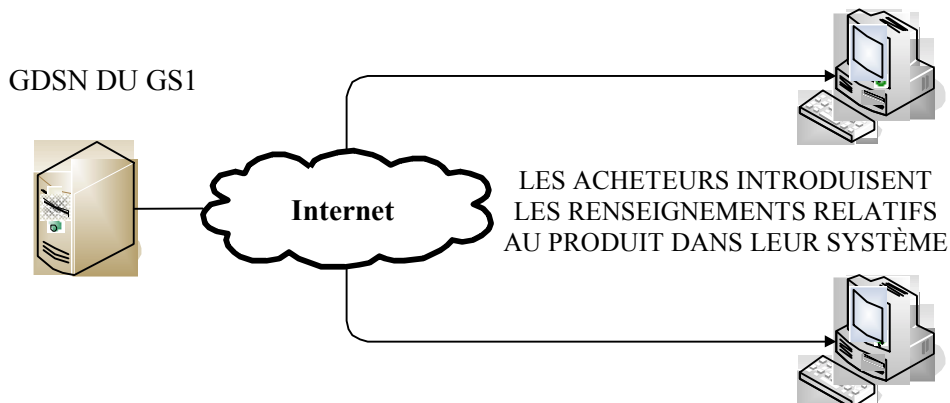 GDSN DU GS1
Internet
LES ACHETEURS INTRODUISENT
LES RENSEIGNEMENTS RELATIFS
AU PRODUIT DANS LEUR SYSTÈME